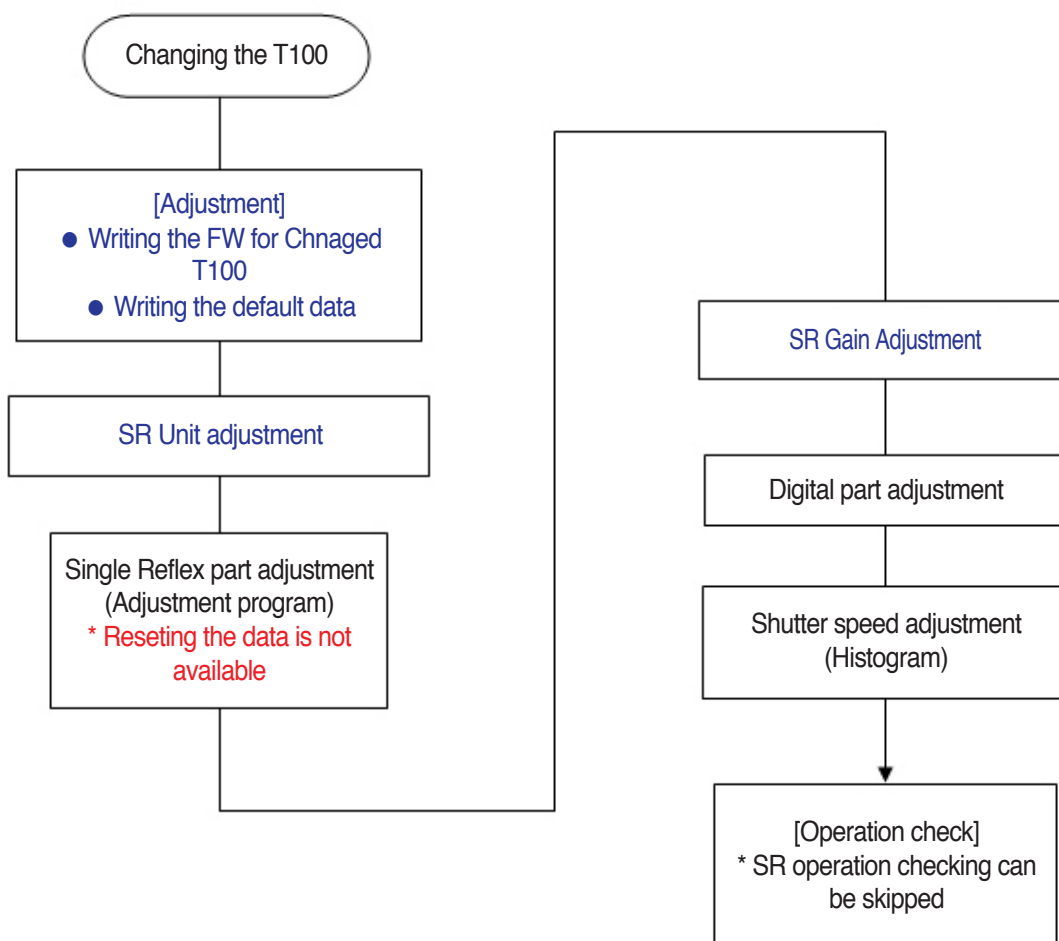 Changing the T100
[Adjustment]
● Writing the FW for Chnaged
T100
● Writing the default data
SR Unit adjustment
Single Reflex part adjustment
(Adjustment program)
* Reseting the data is not
available
SR Gain Adjustment
Digital part adjustment
Shutter speed adjustment
(Histogram)
[Operation check]
* SR operation checking can
be skipped